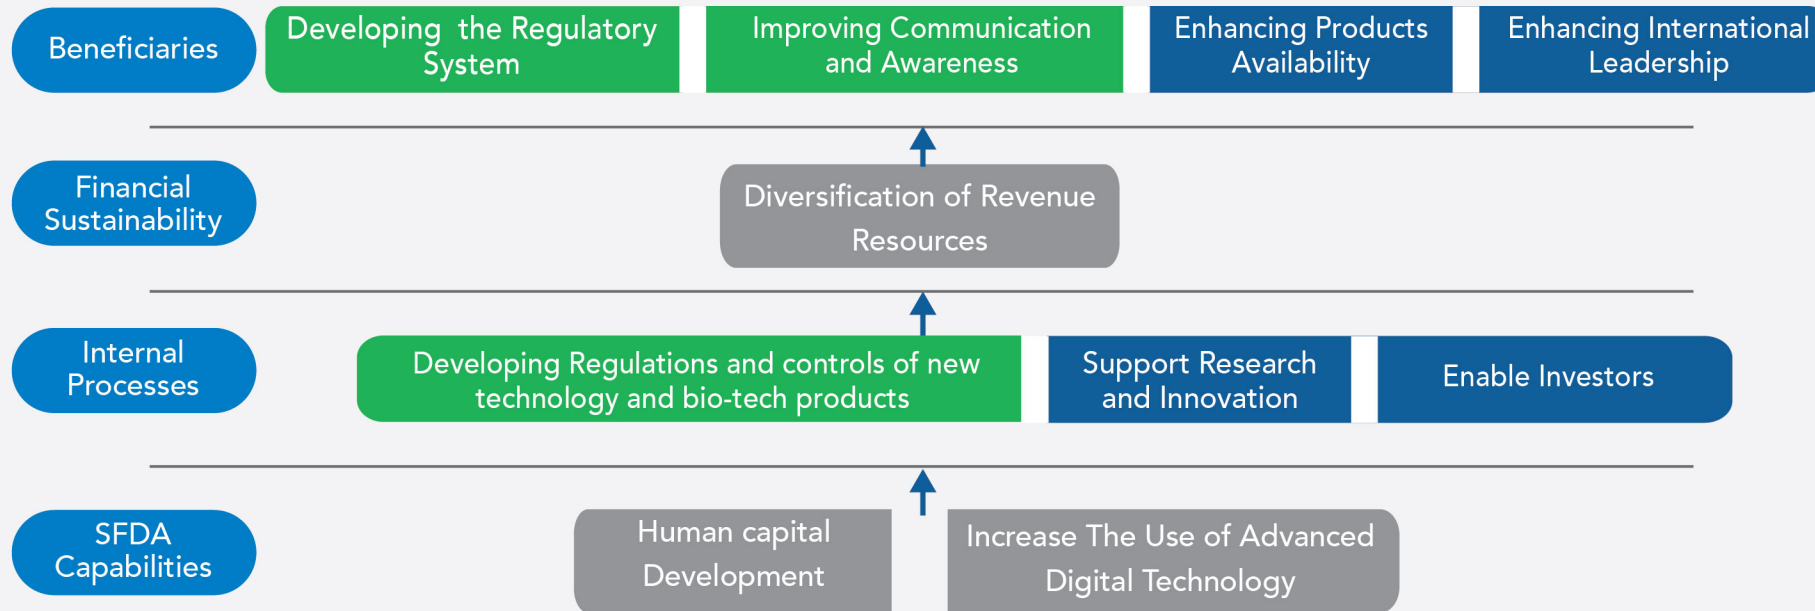 Beneficiaries
Developing the Regulatory
System
Improving Communication
and Awareness
Enhancing Products
Availability
Enhancing International
Leadership
Financial
Sustainability
Diversification of Revenue
Resources
Internal
Processes
Developing Regulations and controls of new
technology and bio-tech products
Support Research
and Innovation
Enable Investors
SFDA
Capabilities
Human capital
Development
Increase The Use of Advanced
Digital Technology